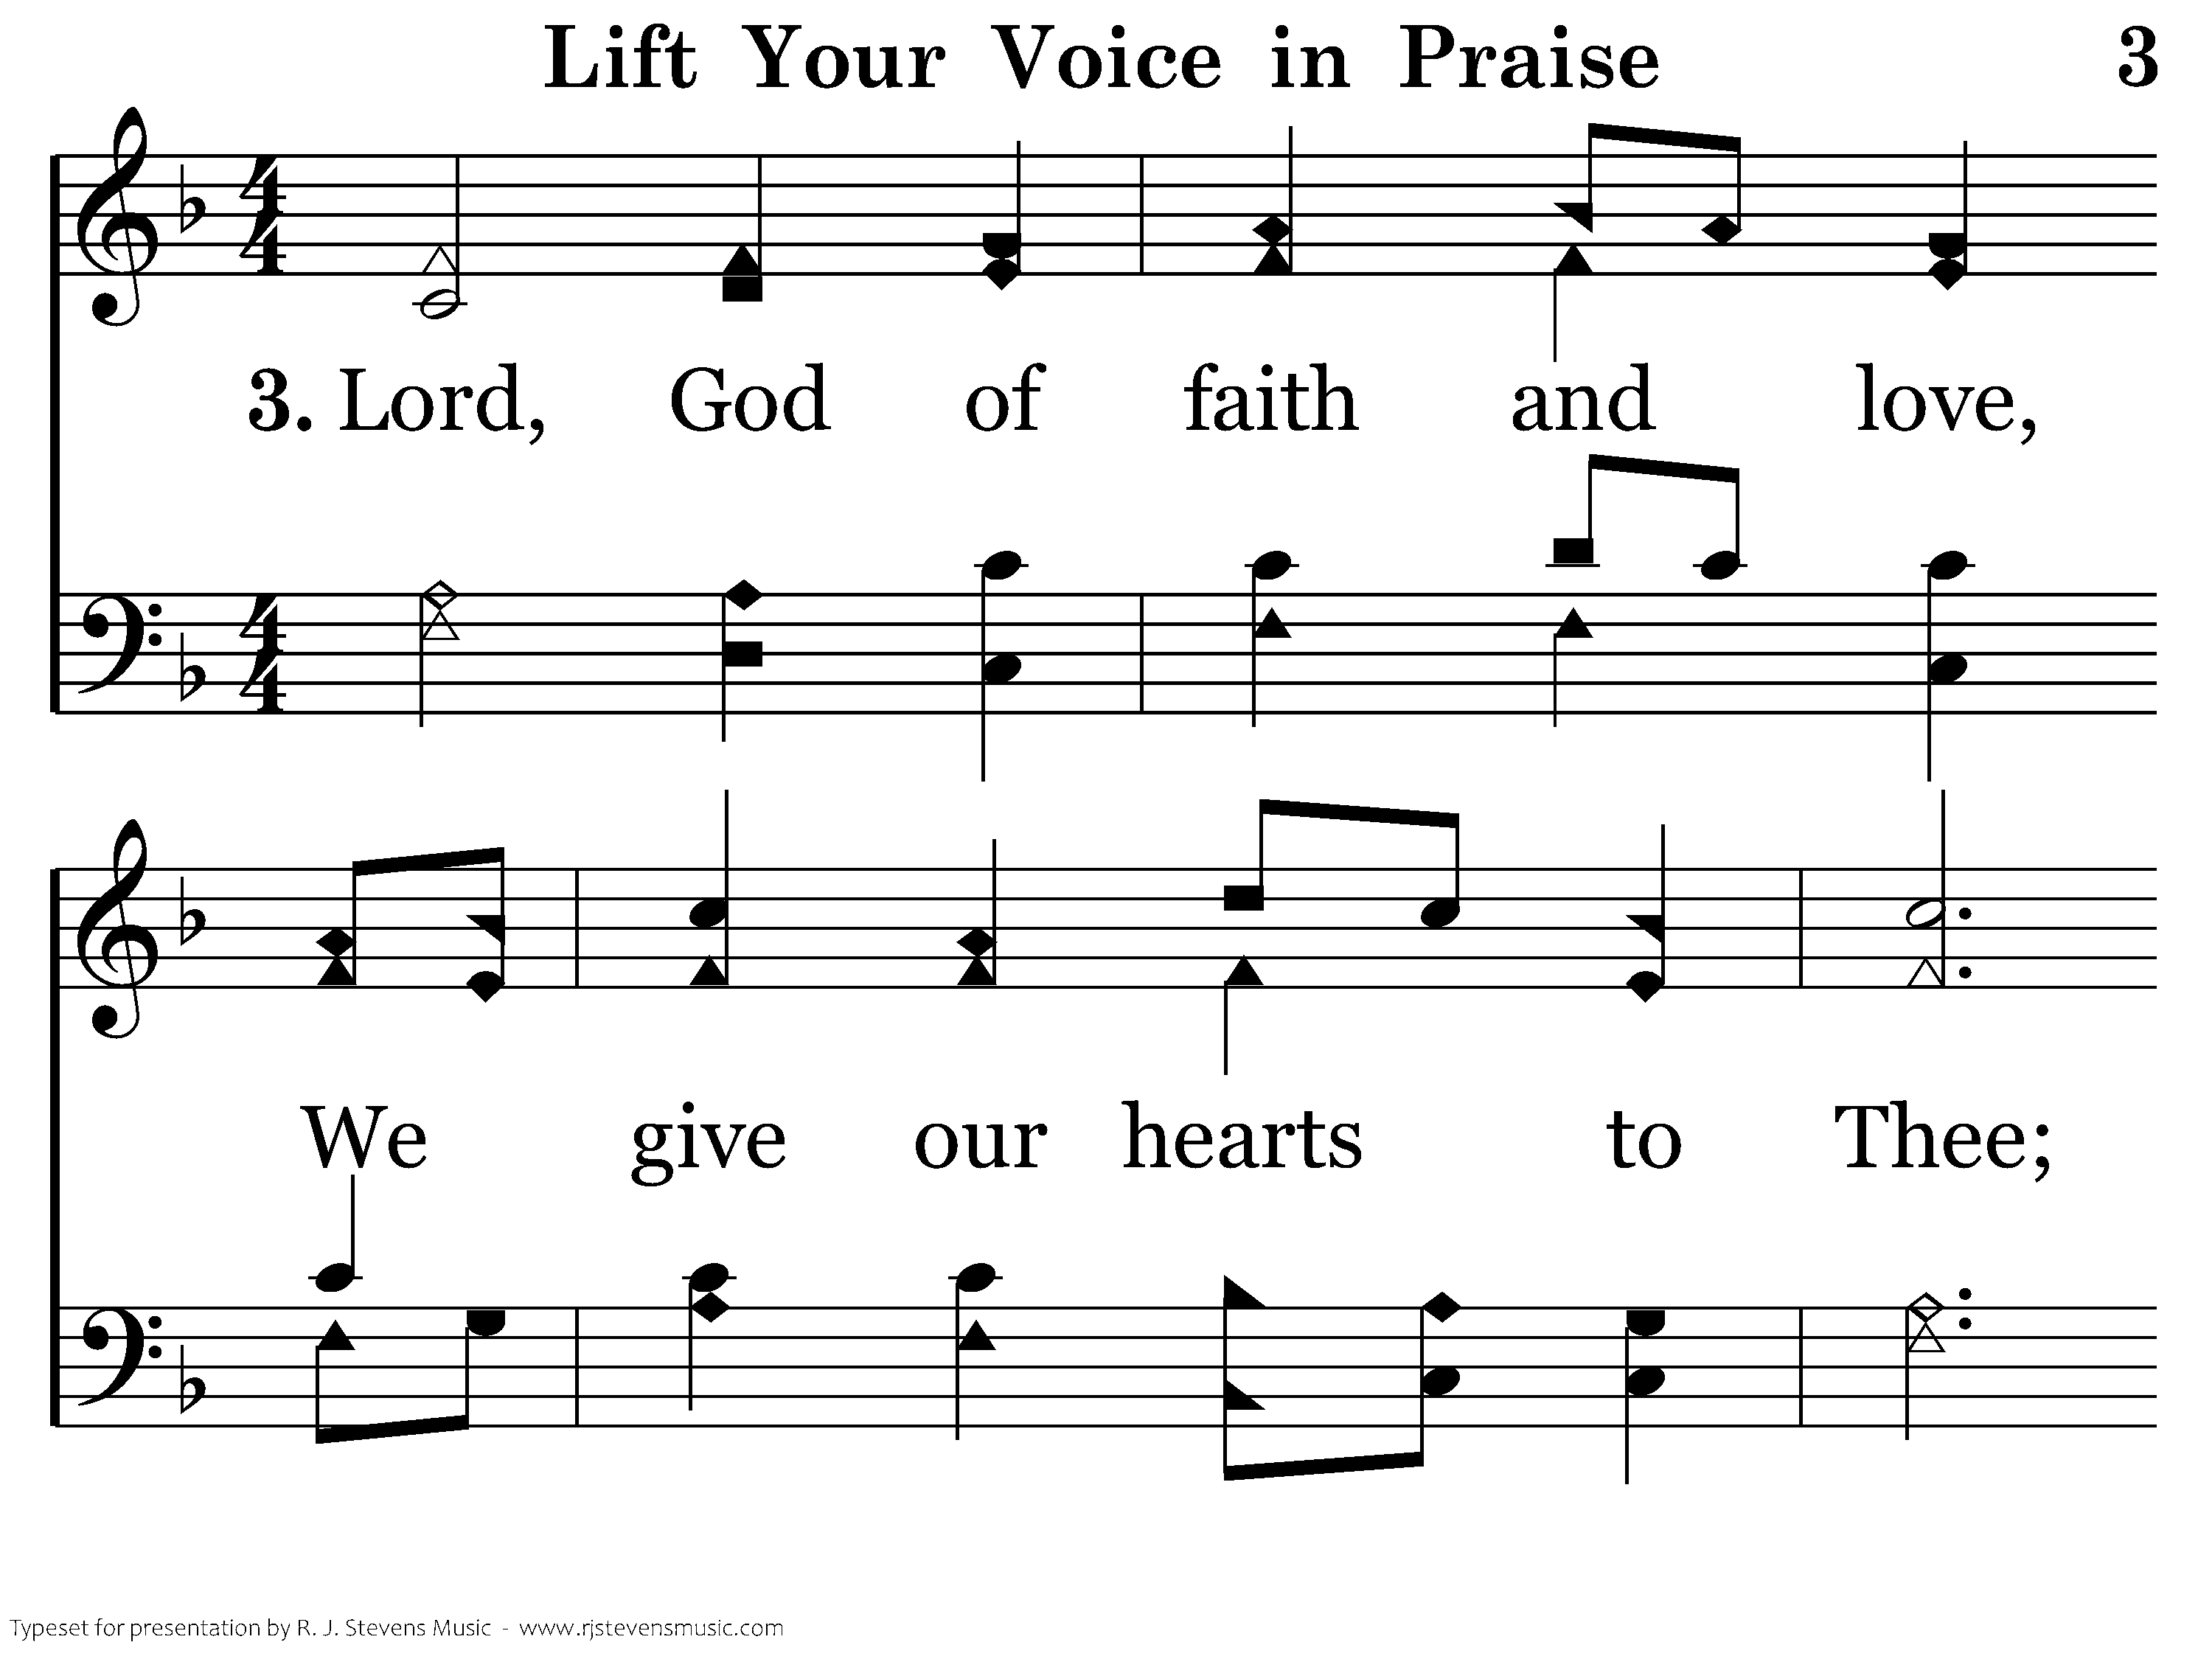 Lift Your Voice in Praise 3
3. Lord, God of faith and love,
We give our hearts to Thee;
Typeset for presentation by R. J. Stevens Music - www.rjstevensmusic.com